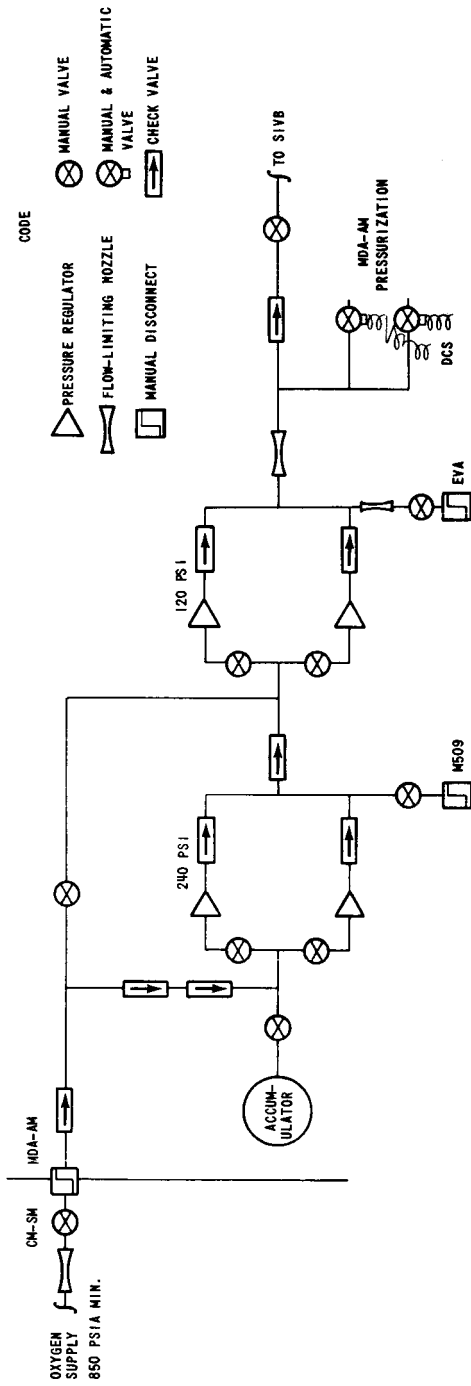 CODE
PRESSURE REGULATOR
FLOW-LIMITING NOZZLE
MANUAL DISCONNECT
MANUAL VALVE
MANUAL & AUTOMATIC
VALVE
CHECK VALVE
OXYGEN
SUPPLY
850 PSIA MIN.
CM-SM
MDA-AM
ACCUM-
ULATOR
240 PSI
M509
120 PSI
EVA
TO SIVB
MDA-AM
PRESSURIZATION
DCS